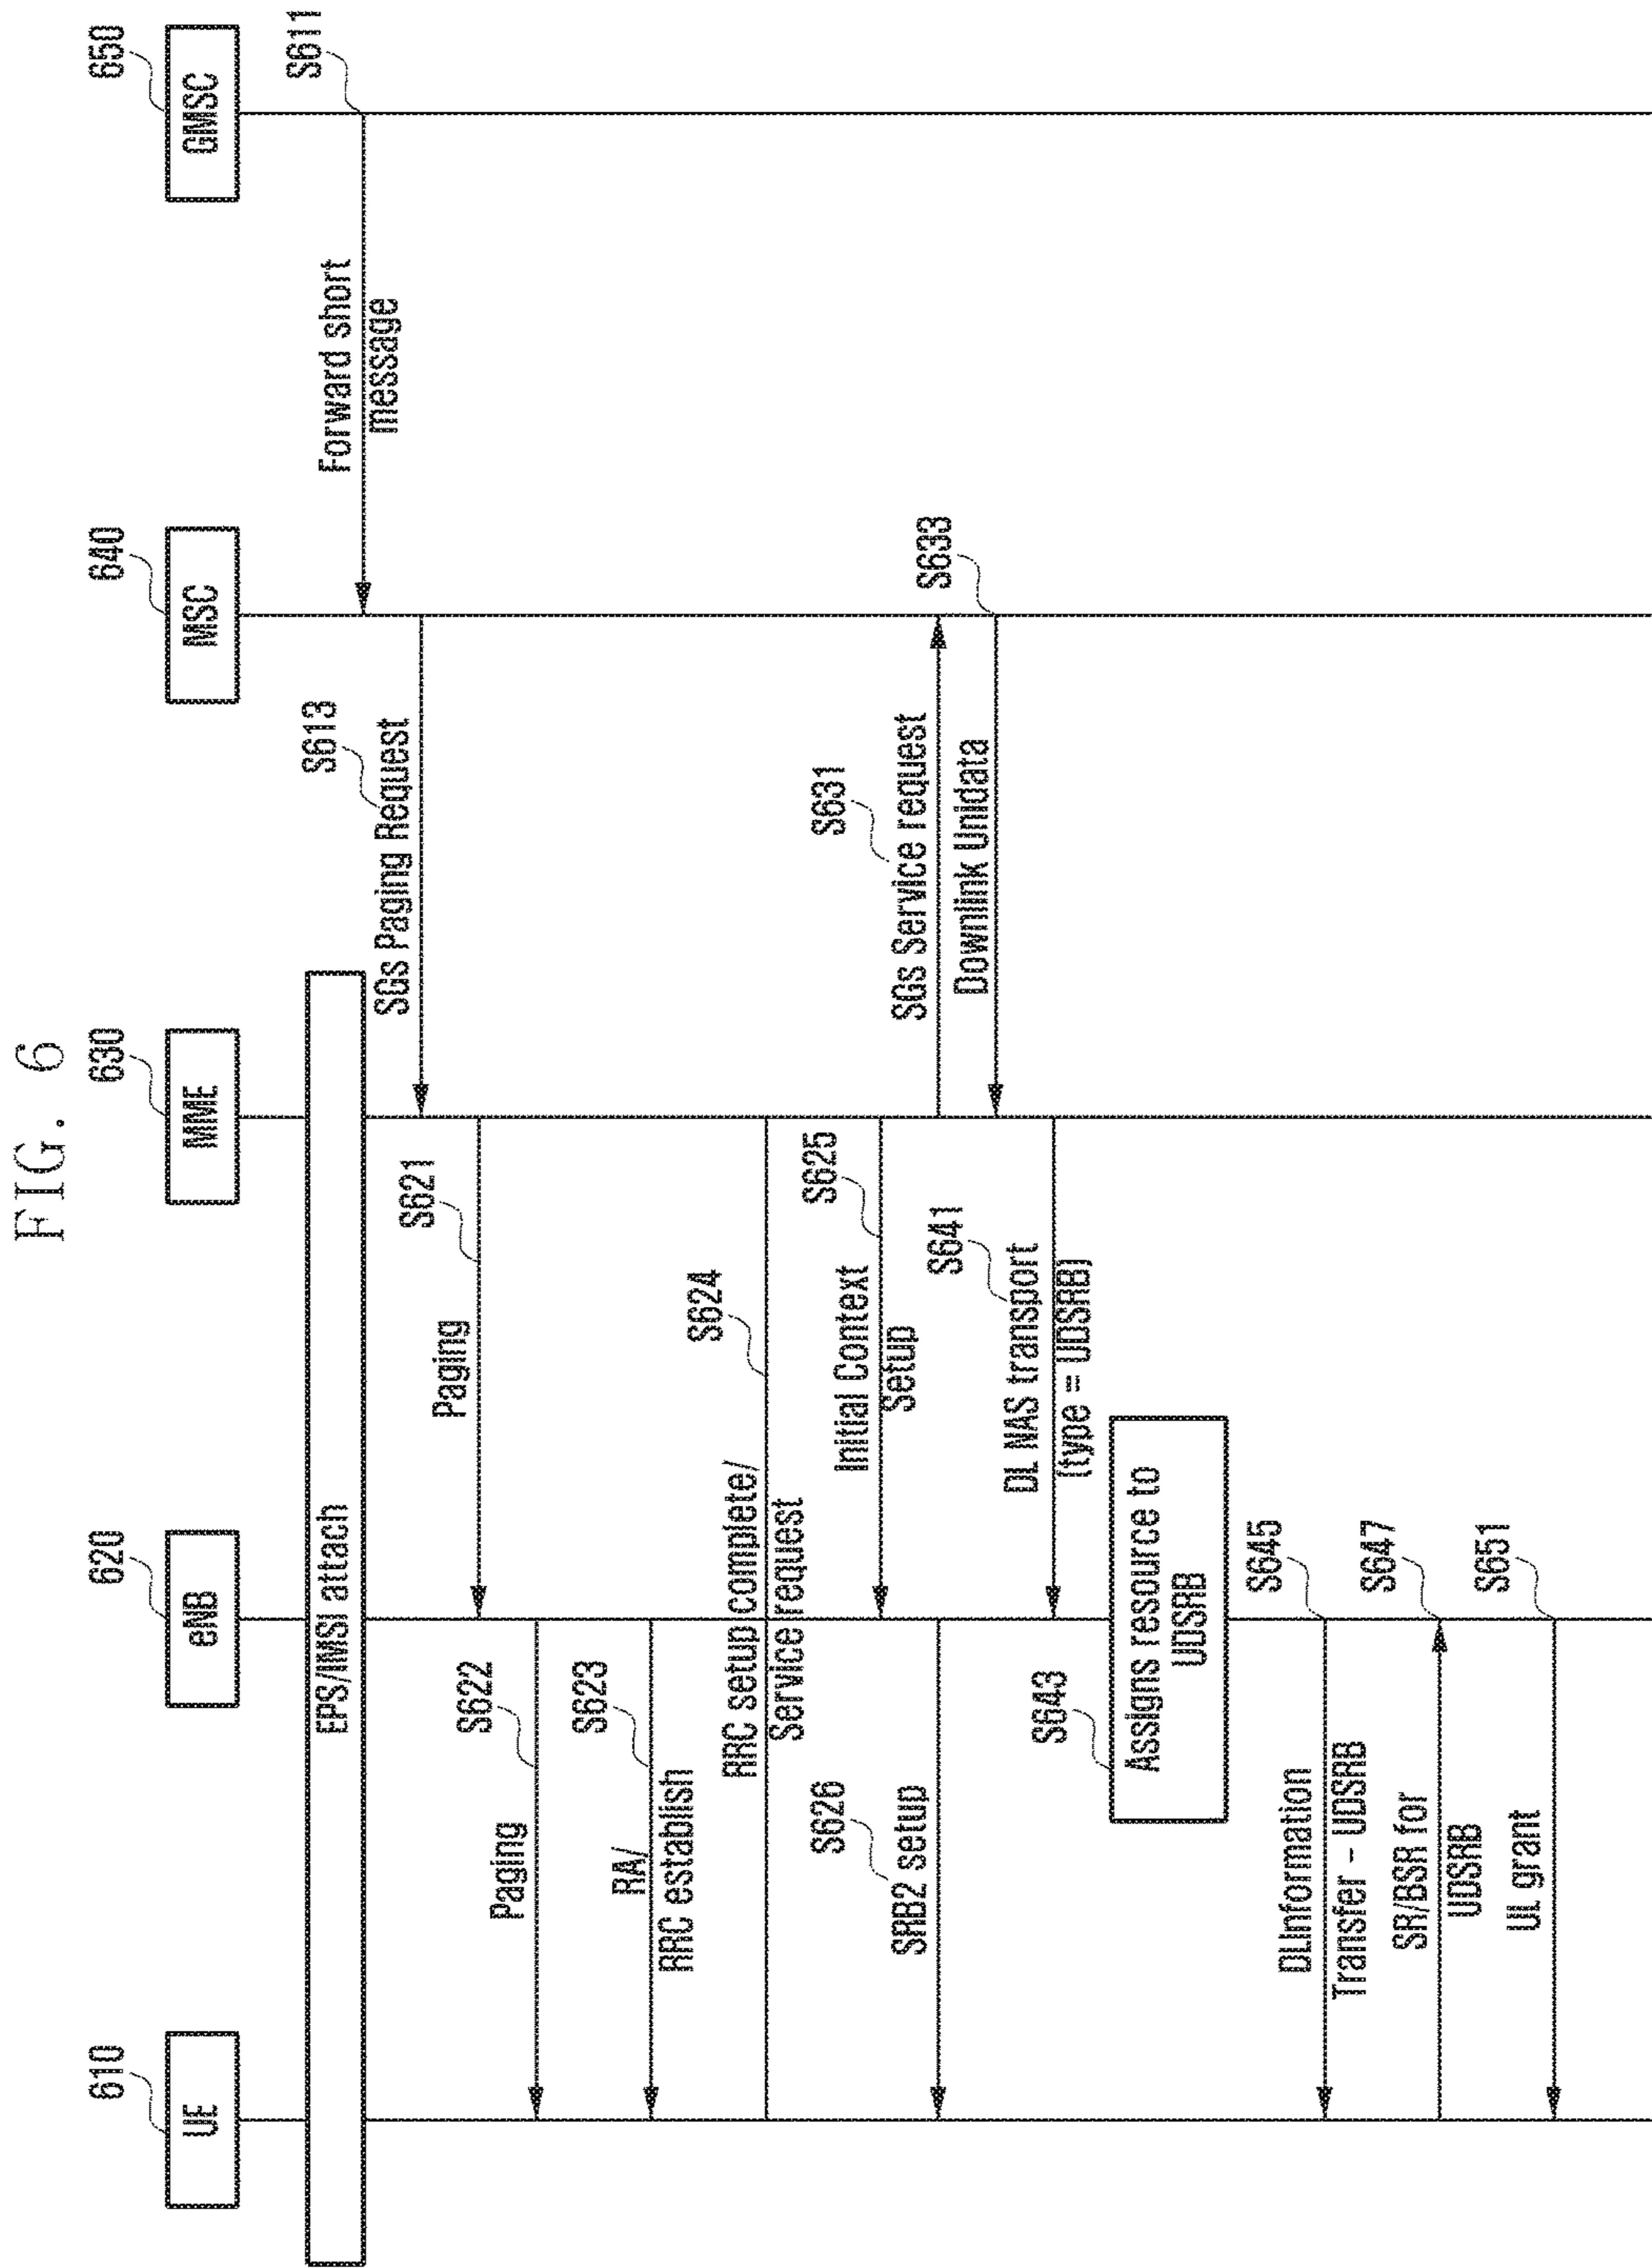 FIG. 6
610
620
630
640
650
UE
eNB
MME
MSC
GMSC
EPS/IMSI attach
S611
Forward short
message
S613
SGs Paging Request
S621
Paging
S622
Paging
S623
RA/
RRC establish
S624
RRC setup complete/
Service request
S625
Initial Context
Setup
S626
SRB2 setup
S631
SGs Service request
S633
Downlink Unidata
S641
DL NAS transport
(type = UDSRB)
S643
Assigns resource to
UDSRB
S645
DLInformation
Transfer - UDSRB
S647
SR/BSR for
UDSRB
S651
UL grant